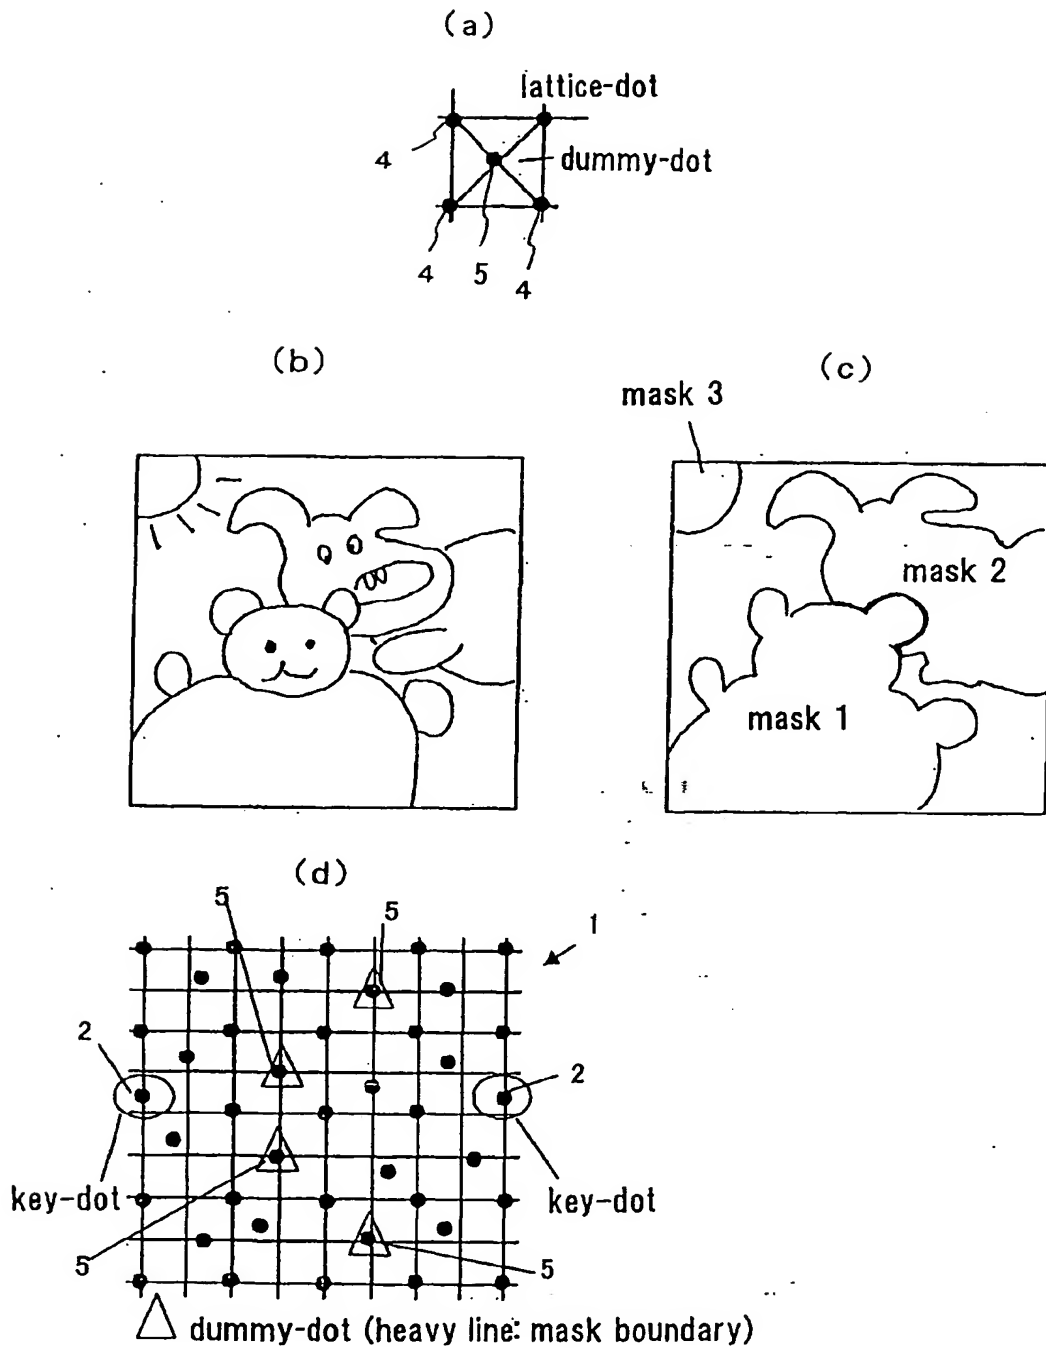 (a)
lattice-dot
4
dummy-dot
4
5
4
(b)
(c)
mask 3
mask 2
mask 1
(d)
5
5
1
2
2
key-dot
key-dot
5
5
dummy-dot (heavy line: mask boundary)